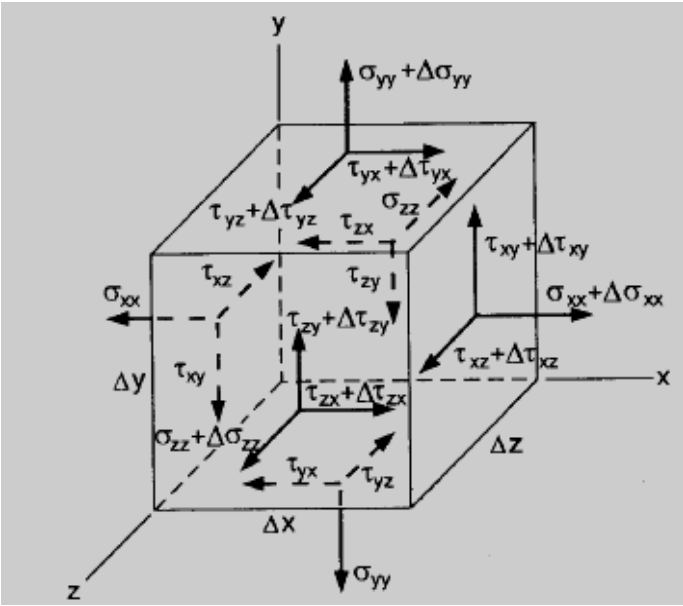 y
σyy + Δσyy
τyx + Δτyx
σzz
τyz + Δτyz
τzx
τxy + Δτxy
τxz
τzy
σxx
σxx + Δσxx
τzy + Δτzy
τxz + Δτxz
Δy
τxy
τzx + Δτzx
x
σzz + Δσzz
Δz
τyx
τyz
Δx
σyy
z